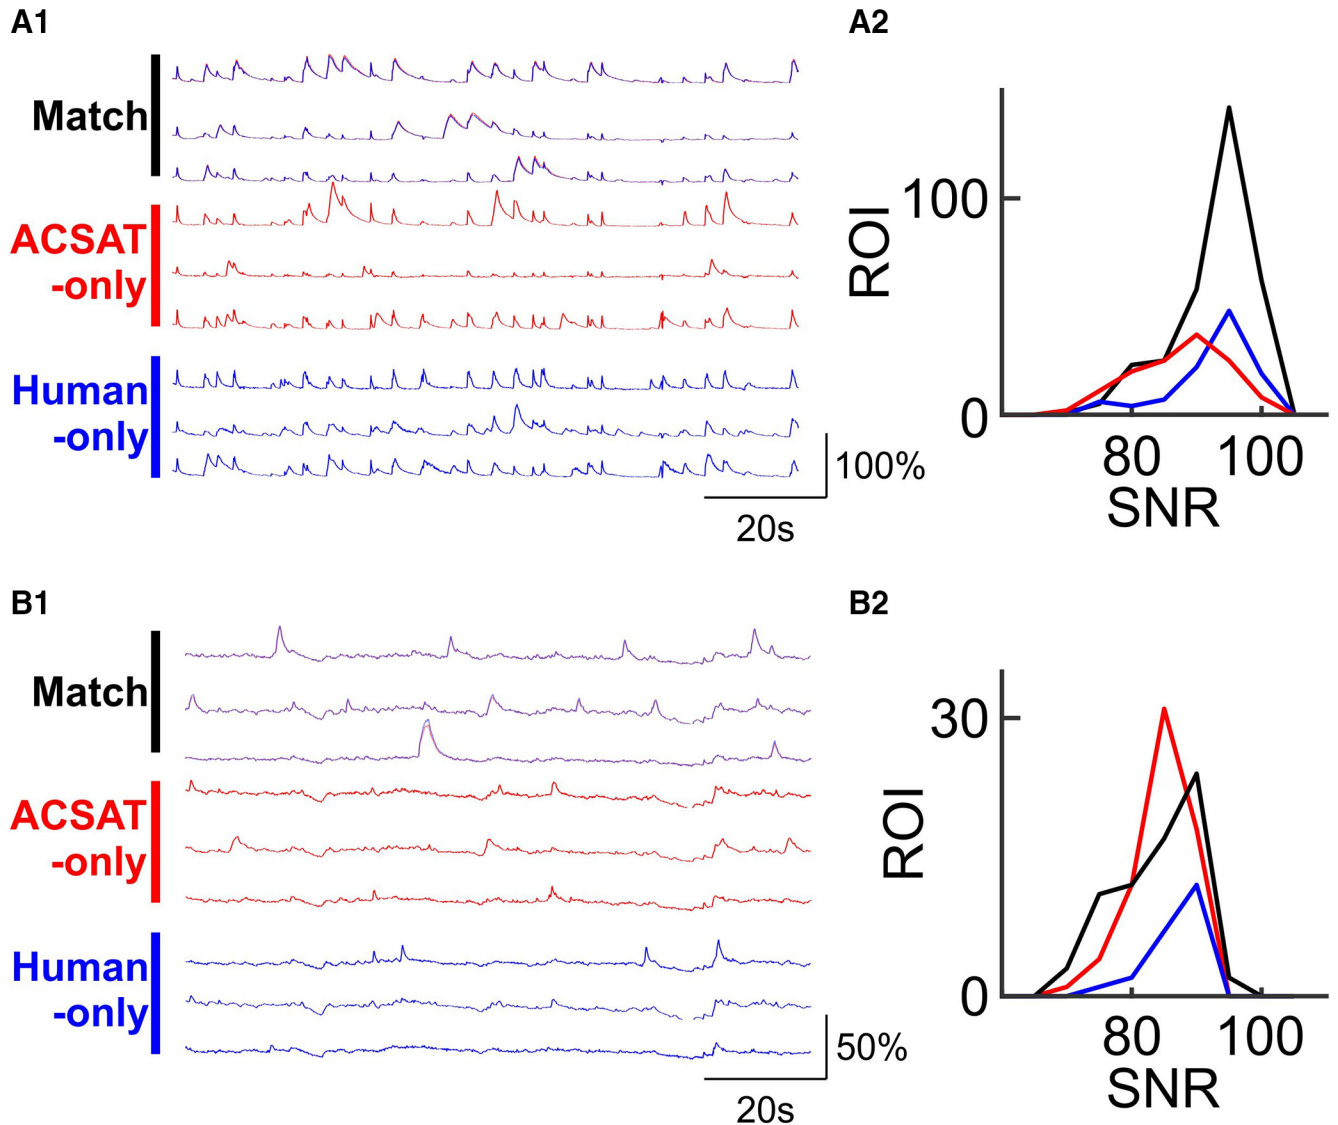 A1
Match
ACSAT
-only
Human
-only
100%
20s
A2
ROI
100
0
80 100
SNR
B1
Match
ACSAT
-only
Human
-only
50%
20s
B2
ROI
30
0
80 100
SNR